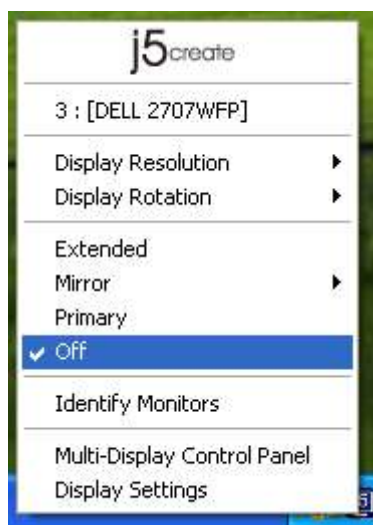 j5create
3 : [DELL 2707WFP]
Display Resolution
Display Rotation
Extended
Mirror
Primary
Off
Identify Monitors
Multi-Display Control Panel
Display Settings